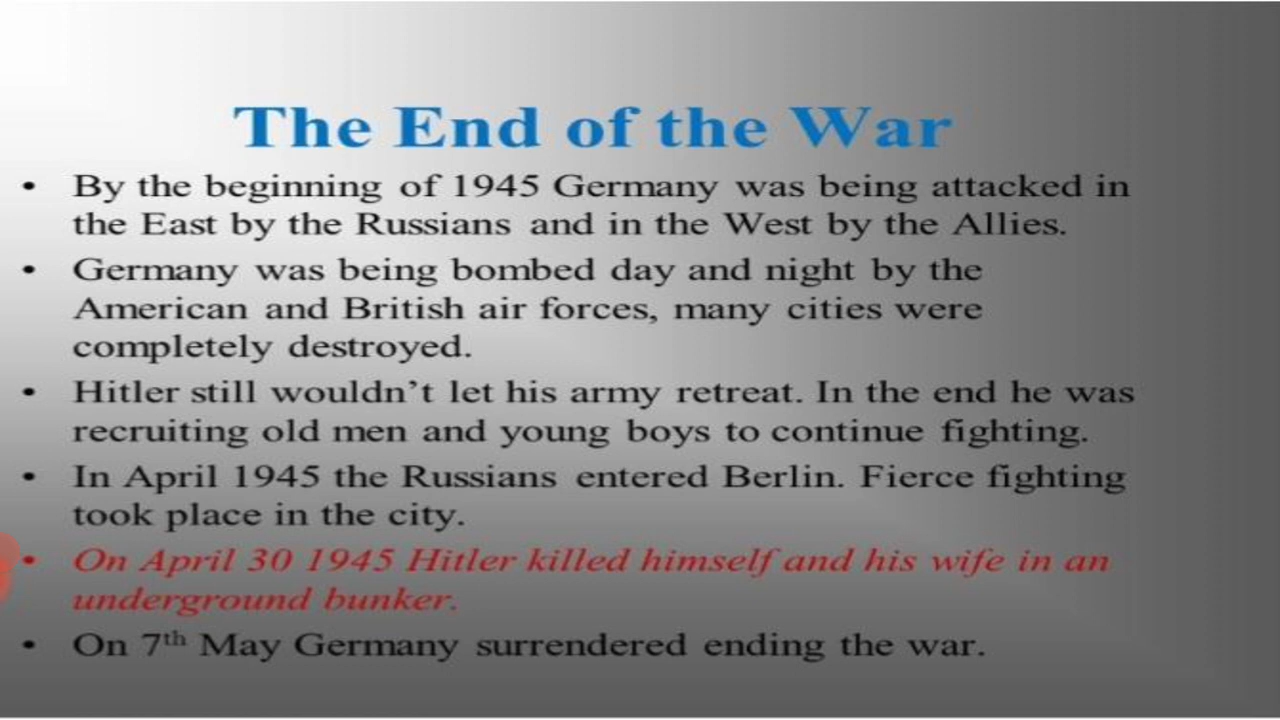 The End of the War
• By the beginning of 1945 Germany was being attacked in
the East by the Russians and in the West by the Allies.
• Germany was being bombed day and night by the
American and British air forces, many cities were
completely destroyed.
• Hitler still wouldn’t let his army retreat. In the end he was
recruiting old men and young boys to continue fighting.
• In April 1945 the Russians entered Berlin. Fierce fighting
took place in the city.
• On April 30 1945 Hitler killed himself and his wife in an
underground bunker.
• On 7th May Germany surrendered ending the war.